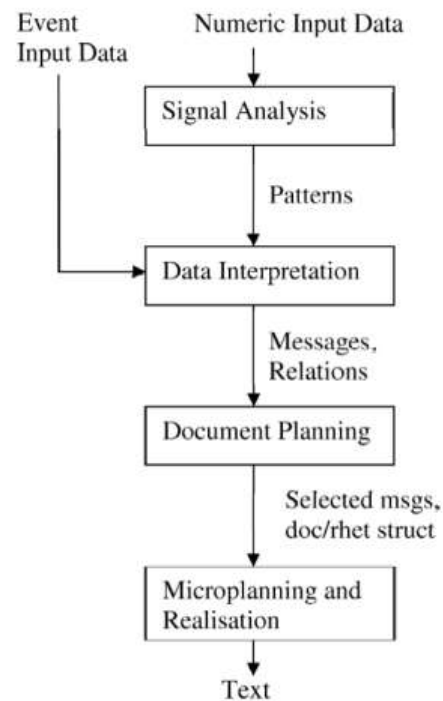 Event
Input Data
Numeric Input Data
Signal Analysis
Patterns
Data Interpretation
Messages,
Relations
Document Planning
Selected msgs,
doc/rhet struct
Microplanning and
Realisation
Text